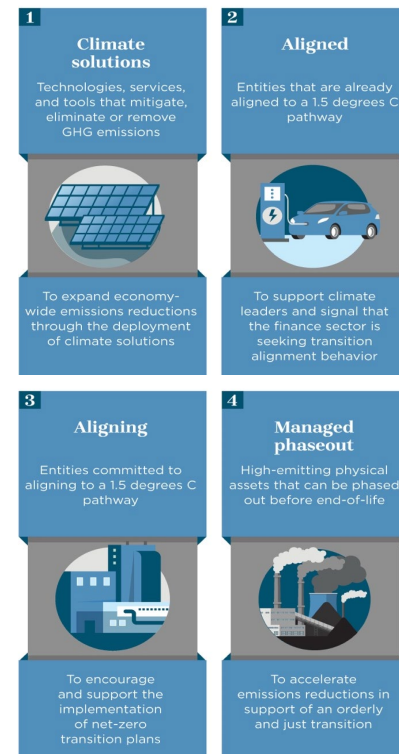 1
Climate
solutions
Technologies, services,
and tools that mitigate,
eliminate or remove
GHG emissions
To expand economy-
wide emissions reductions
through the deployment
of climate solutions
2
Aligned
Entities that are already
aligned to a 1.5 degrees C
pathway
To support climate
leaders and signal that
the finance sector is
seeking transition
alignment behavior
3
Aligning
Entities committed to
aligning to a 1.5 degrees C
pathway
To encourage
and support the
implementation
of net-zero
transition plans
4
Managed
phaseout
High-emitting physical
assets that can be phased
out before end-of-life
To accelerate
emissions reductions in
support of an orderly
and just transition